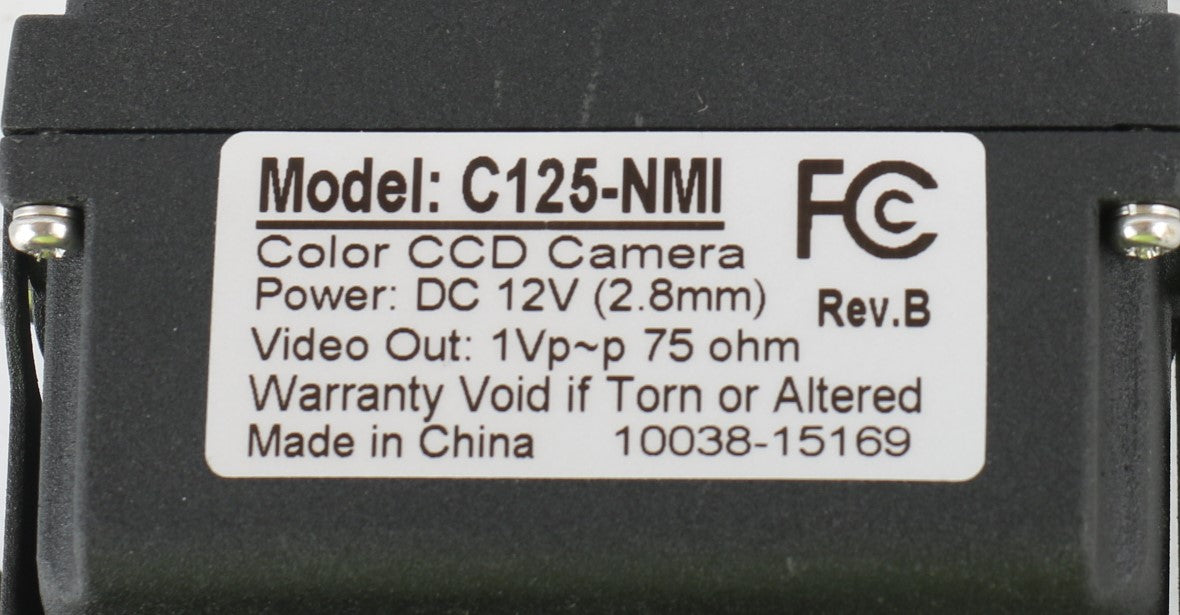 Model: C125-NMI
FCC
Color CCD Camera
Power: DC 12V (2.8mm)
Rev.B
Video Out: 1Vp~p 75 ohm
Warranty Void if Torn or Altered
Made in China 10038-15169